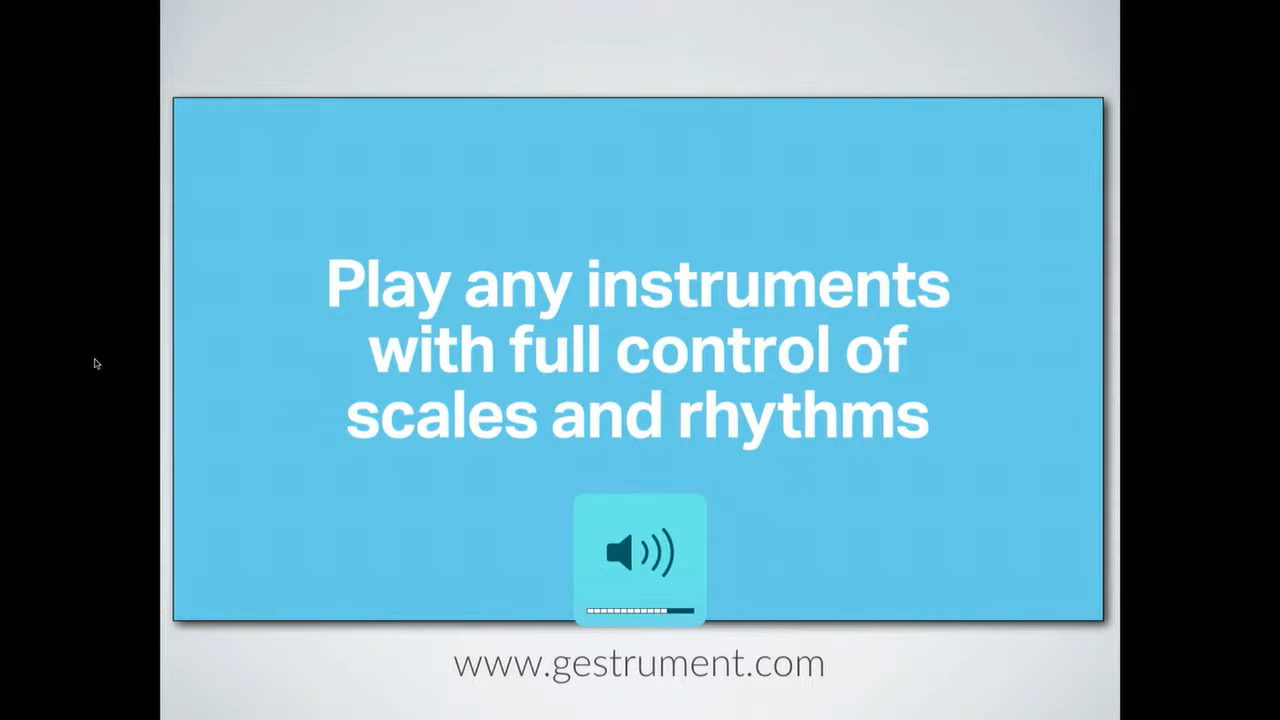 Play any instruments
with full control of
scales and rhythms
www.gestrument.com